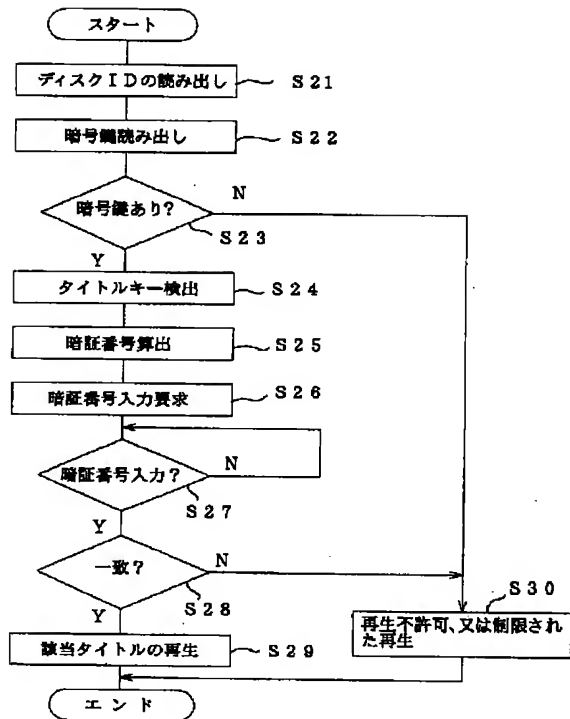 スタート
ディスクIDの読み出し
S21
暗号鍵読み出し
S22
暗号鍵あり?
N
S23
Y
タイトルキー検出
S24
暗証番号算出
S25
暗証番号入力要求
S26
暗証番号入力?
N
S27
Y
一致?
N
S28
Y
S30
再生不許可、又は制限され
た再生
該当タイトルの再生
S29
エンド